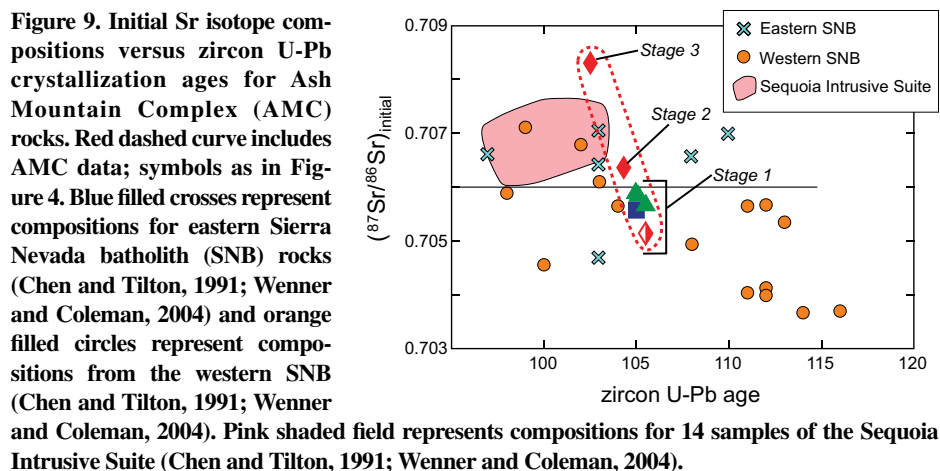 Figure 9. Initial Sr isotope com-
positions versus zircon U-Pb
crystallization ages for Ash
Mountain Complex (AMC)
rocks. Red dashed curve includes
AMC data; symbols as in Fig-
ure 4. Blue filled crosses represent
compositions for eastern Sierra
Nevada batholith (SNB) rocks
(Chen and Tilton, 1991; Wenner
and Coleman, 2004) and orange
filled circles represent compo-
sitions from the western SNB
(Chen and Tilton, 1991; Wenner
and Coleman, 2004). Pink shaded field represents compositions for 14 samples of the Sequoia
Intrusive Suite (Chen and Tilton, 1991; Wenner and Coleman, 2004).
0.709
0.707
0.705
0.703
(87Sr/86Sr)initial
Stage 3
Stage 2
Stage 1
Eastern SNB
Western SNB
Sequoia Intrusive Suite
100
105
110
115
120
zircon U-Pb age